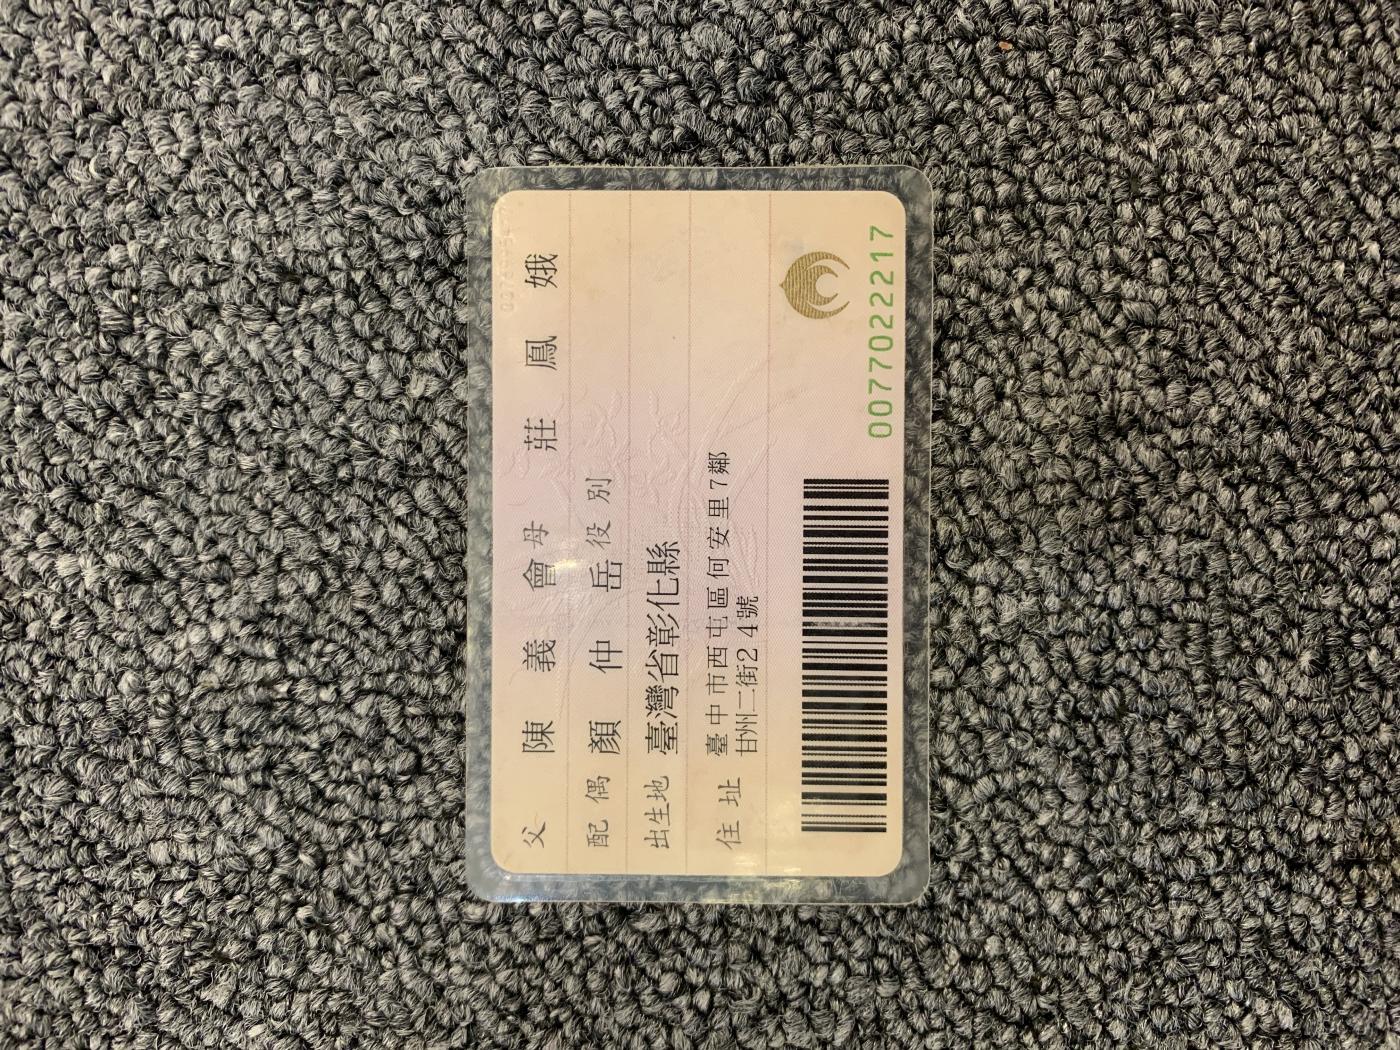 父 陳義會 母 莊鳳娥
配偶 顏仲岳 役別
出生地 臺灣省彰化縣
住址 臺中市西屯區何安里7鄰
甘州二街24號
0077022217